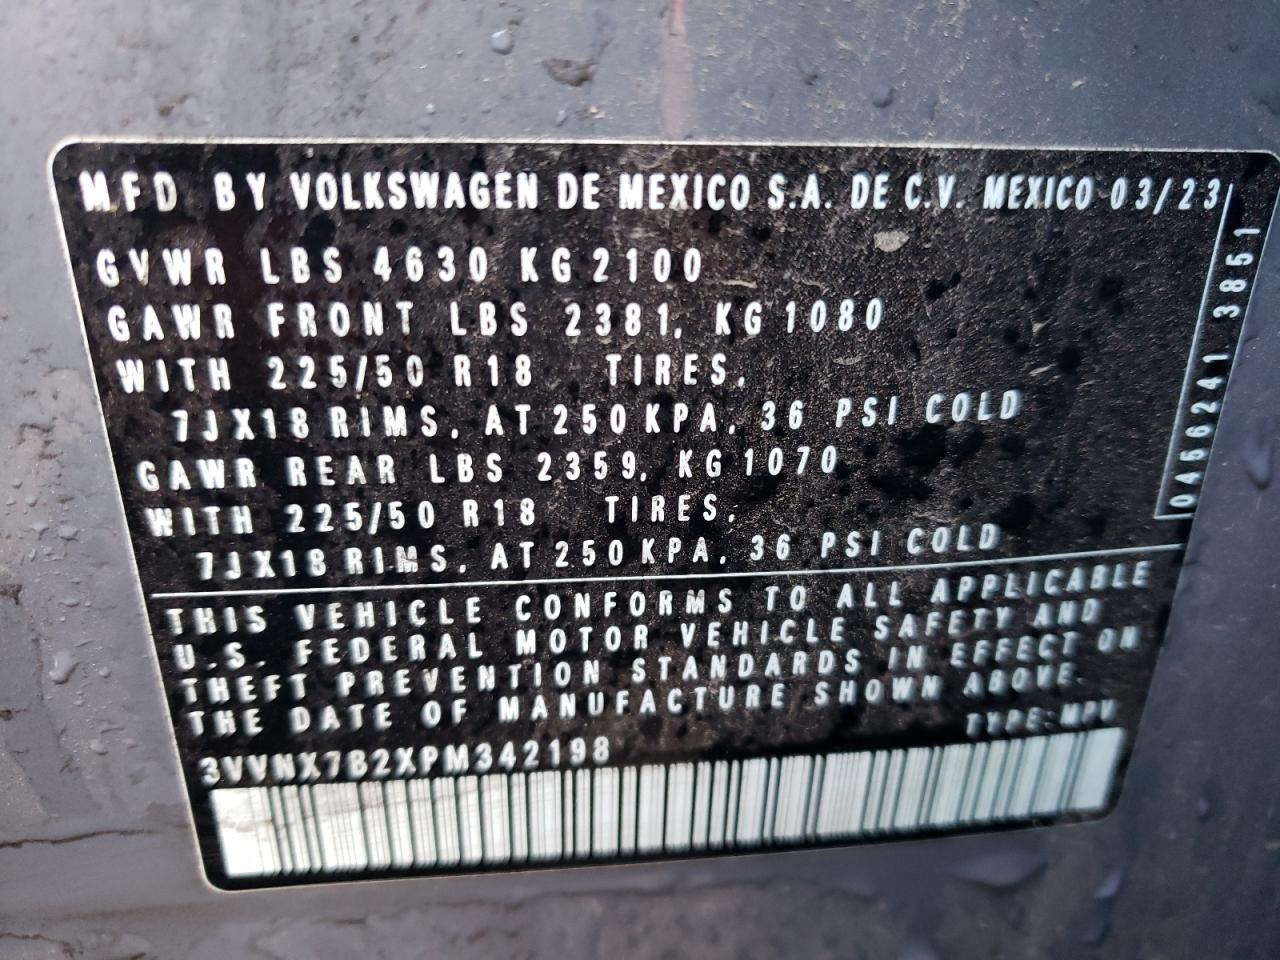 MFD BY VOLKSWAGEN DE MEXICO S.A. DE C.V. MEXICO 03/23
GVWR LBS 4630 KG 2100
GAWR FRONT LBS 2381, KG 1080
WITH 225/50 R18 TIRES,
7JX18 RIMS, AT 250 KPA, 36 PSI COLD
GAWR REAR LBS 2359, KG 1070
WITH 225/50 R18 TIRES,
7JX18 RIMS, AT 250 KPA, 36 PSI COLD
THIS VEHICLE CONFORMS TO ALL APPLICABLE
U.S. FEDERAL MOTOR VEHICLE SAFETY AND
THEFT PREVENTION STANDARDS IN EFFECT ON
THE DATE OF MANUFACTURE SHOWN ABOVE.
TYPE: MPV
3VVNX7B2XPM342198
0456241 3851